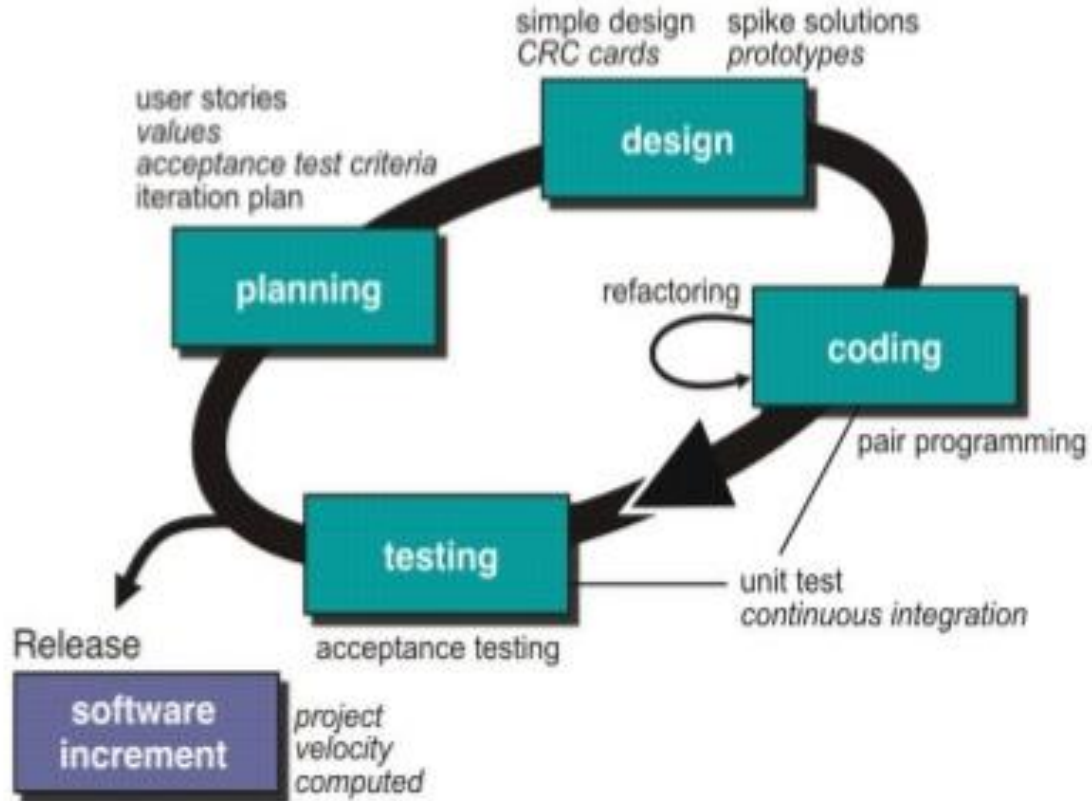 simple design
CRC cards
spike solutions
prototypes
user stories
values
acceptance test criteria
iteration plan
design
planning
refactoring
coding
pair programming
testing
unit test
continuous integration
acceptance testing
Release
software
increment
project
velocity
computed